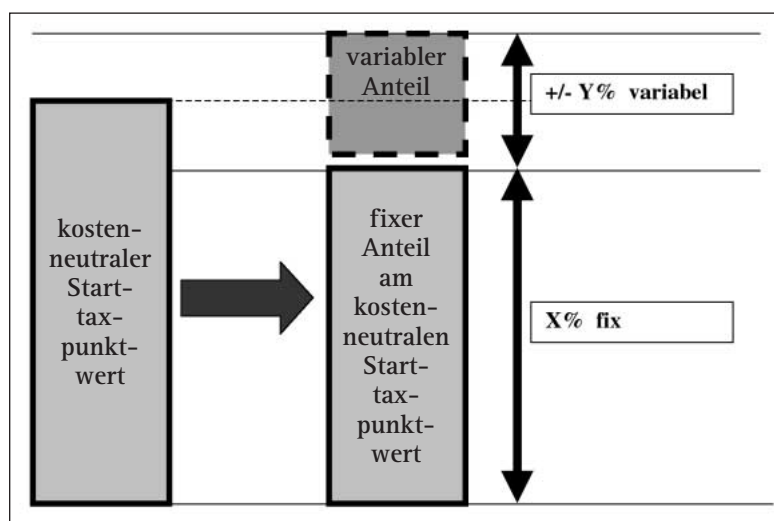 kosten-
neutraler
Start-
tax-
punkt-
wert
variabler
Anteil
fixer
Anteil
am
kosten-
neutralen
Start-
tax-
punkt-
wert
+/- Y% variabel
X% fix